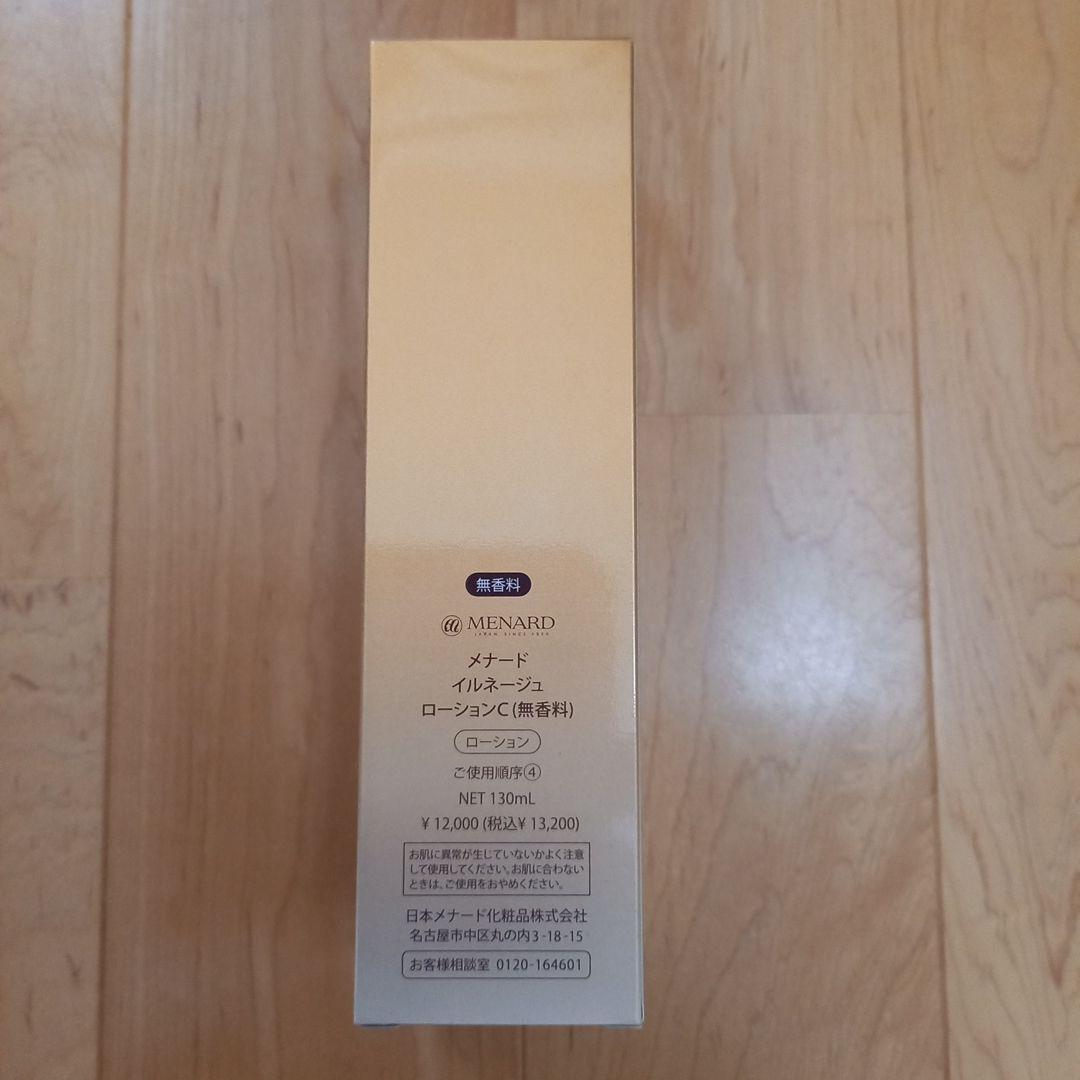 無香料
MENARD
JAPAN, SINCE 1959
メナード
イルネージュ
ローションC(無香料)
ローション
ご使用順序④
NET 130mL
¥12,000(税込¥13,200)
お肌に異常が生じていないかよく注意
して使用してください。お肌に合わない
ときは、ご使用をおやめください。
日本メナード化粧品株式会社
名古屋市中区丸の内3-18-15
お客様相談室 0120-164601